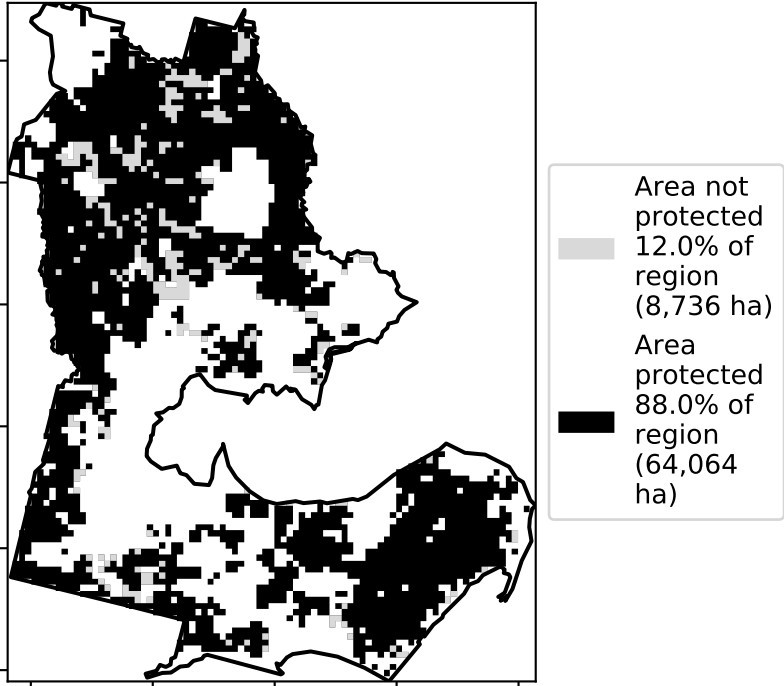 Area not
protected
12.0% of
region
(8,736 ha)
Area
protected
88.0% of
region
(64,064
ha)